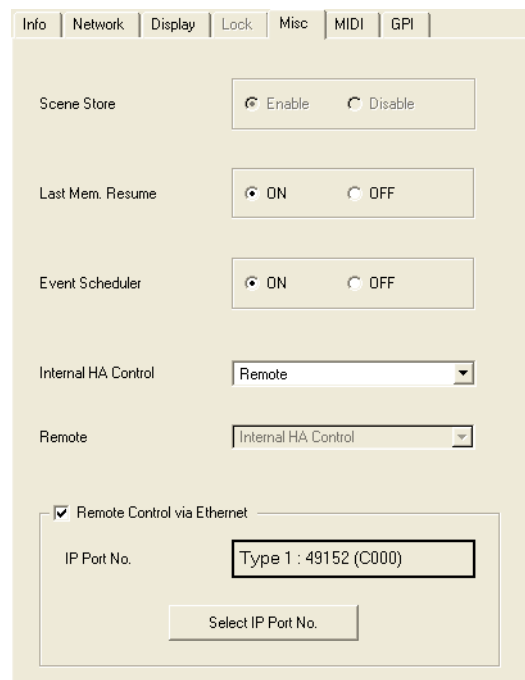 Info Network Display Lock Misc MIDI GPI
Scene Store Enable Disable
Last Mem. Resume ON OFF
Event Scheduler ON OFF
Internal HA Control Remote
Remote Internal HA Control
Remote Control via Ethernet
IP Port No. Type 1 : 49152 (C000)
Select IP Port No.